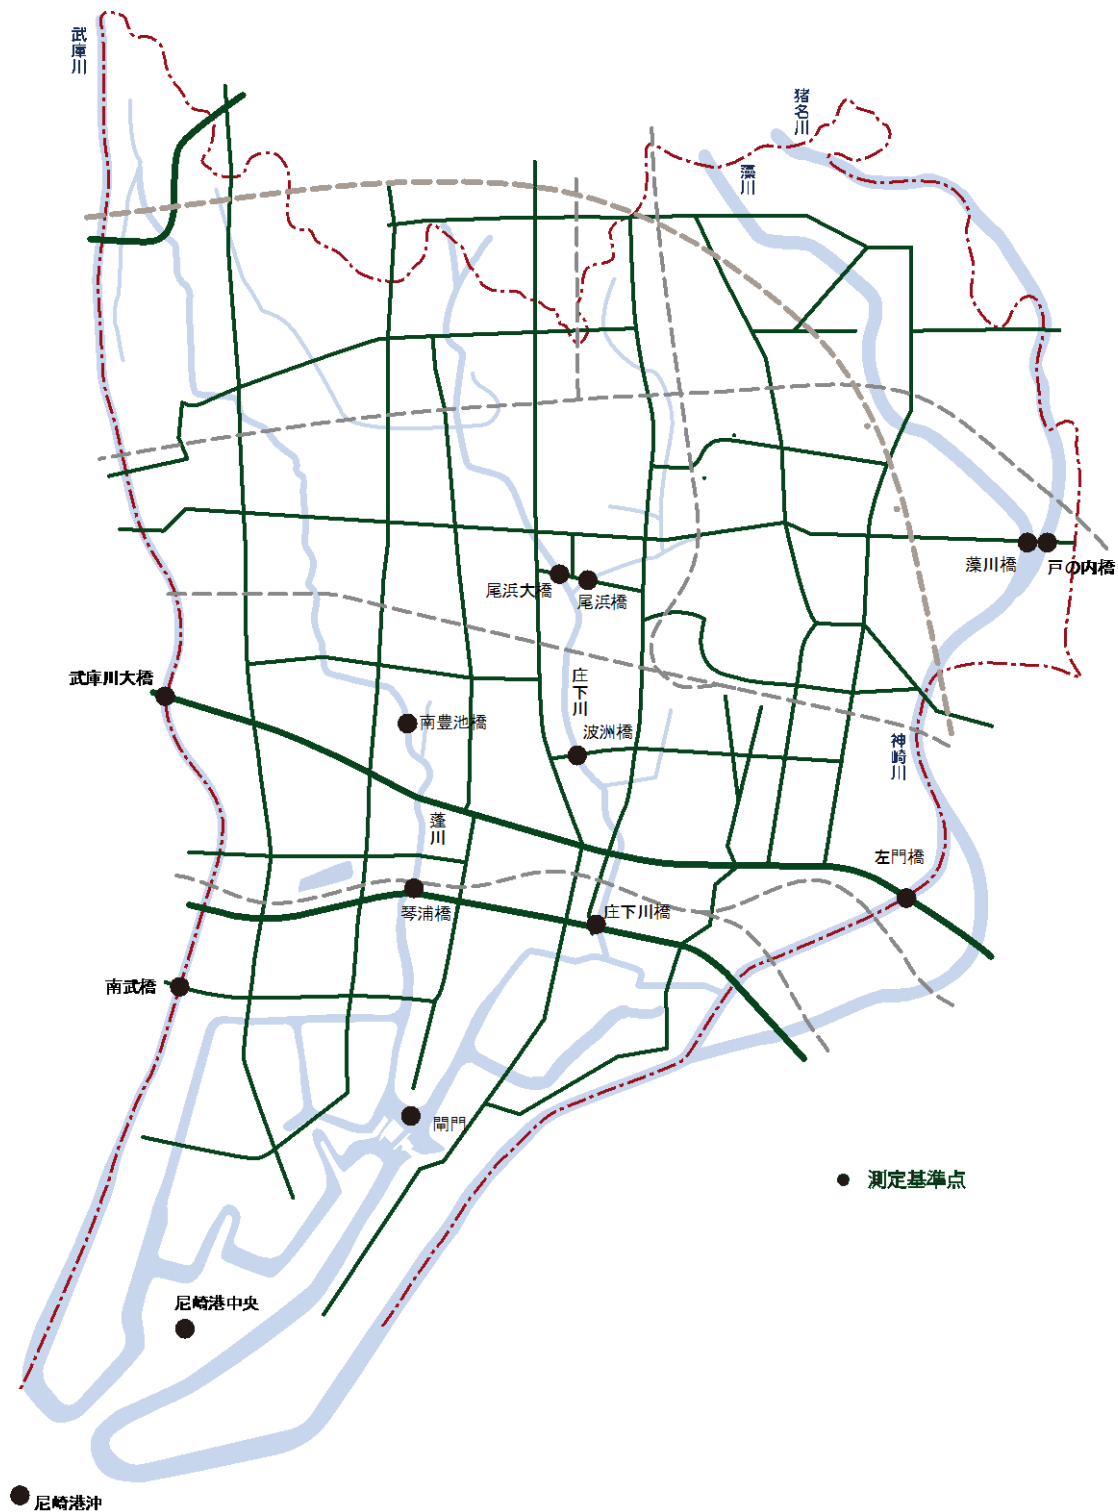 武庫川
猪名川
藻川
藻川橋
戸の内橋
尾浜大橋
尾浜橋
武庫川大橋
庄下川
南豊池橋
波洲橋
神崎川
蓬川
左門橋
琴浦橋
庄下川橋
南武橋
閘門
測定基準点
尼崎港中央
尼崎港沖